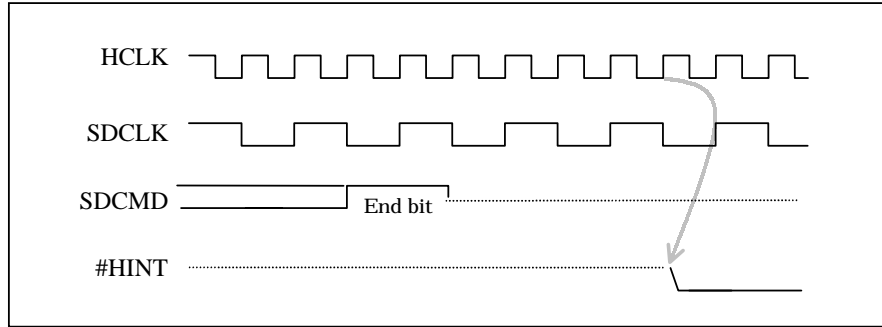 HCLK
SDCLK
SDCMD
End bit
#HINT